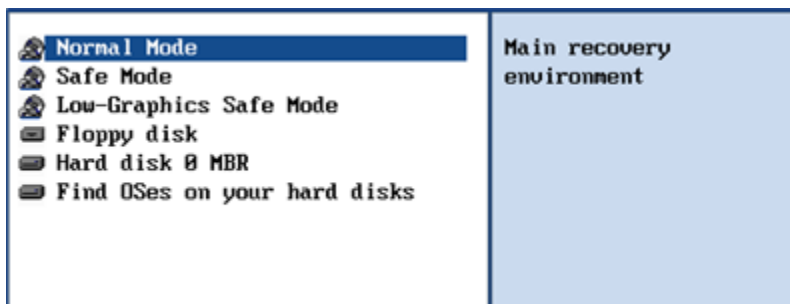 Normal Mode
Safe Mode
Low-Graphics Safe Mode
Floppy disk
Hard disk 0 MBR
Find OSes on your hard disks
Main recovery
environment